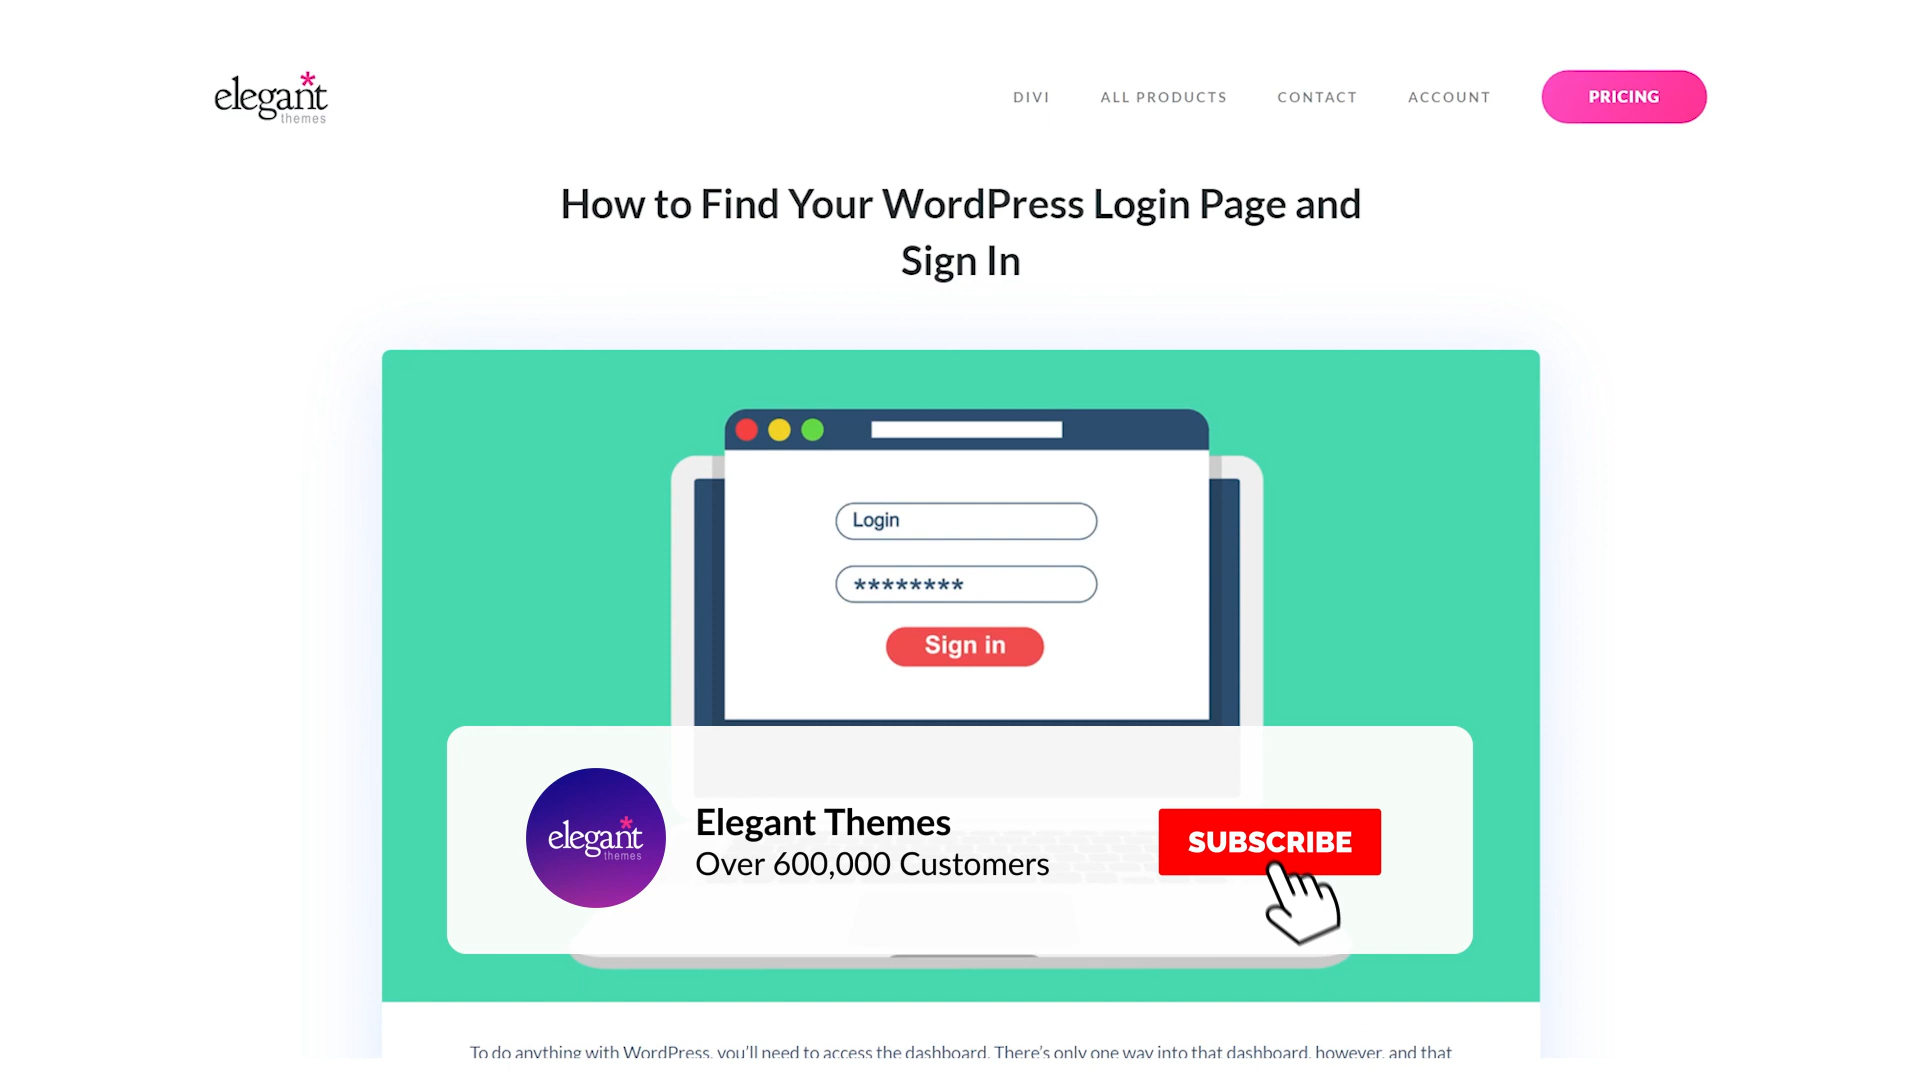 elegant
themes
DIVI
ALL PRODUCTS
CONTACT
ACCOUNT
PRICING
How to Find Your WordPress Login Page and
Sign In
Login
********
Sign in
elegant
themes
Elegant Themes
Over 600,000 Customers
SUBSCRIBE
To do anything with WordPress, you'll need to access the dashboard. There's only one way into that dashboard, however, and that